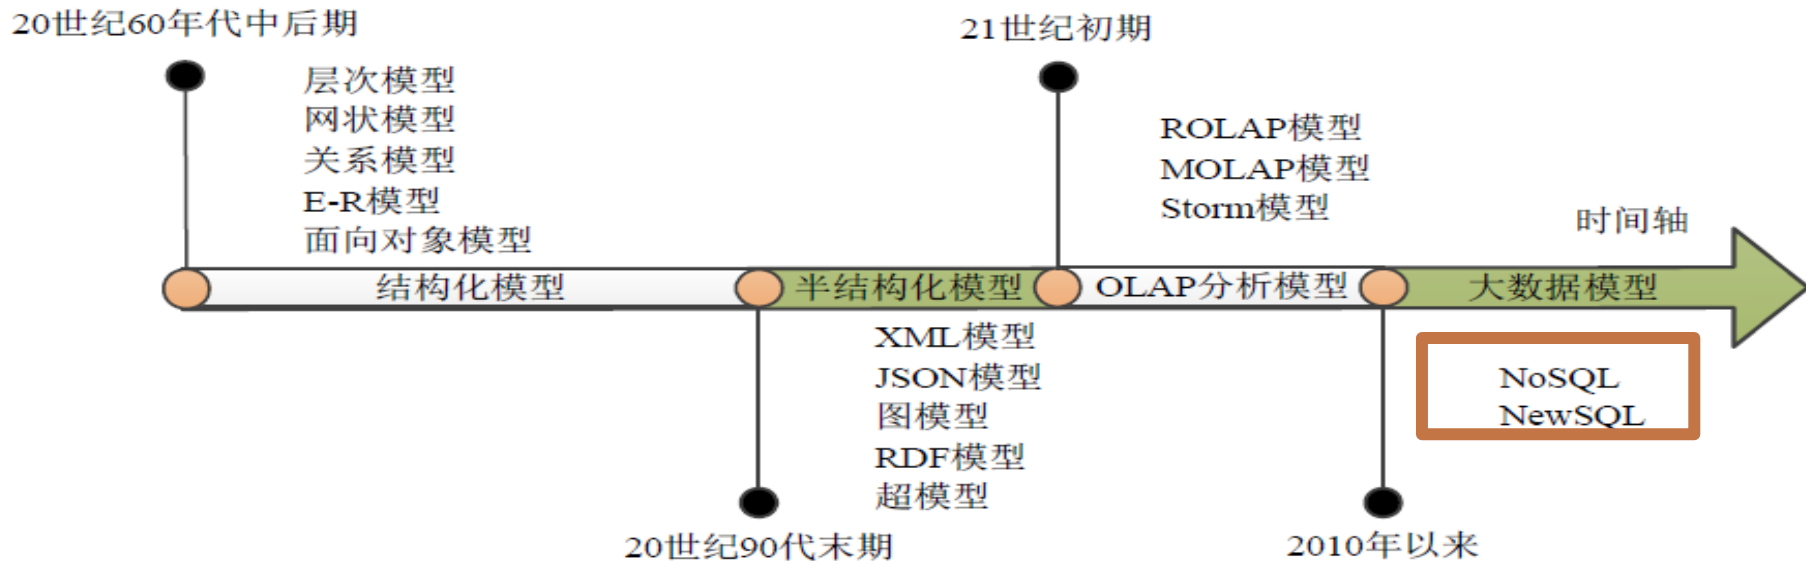 20世纪60年代中后期
21世纪初期
层次模型
网状模型
关系模型
E-R模型
面向对象模型
ROLAP模型
MOLAP模型
Storm模型
时间轴
结构化模型
半结构化模型
OLAP分析模型
大数据模型
XML模型
JSON模型
图模型
RDF模型
超模型
NoSQL
NewSQL
20世纪90代末期
2010年以来